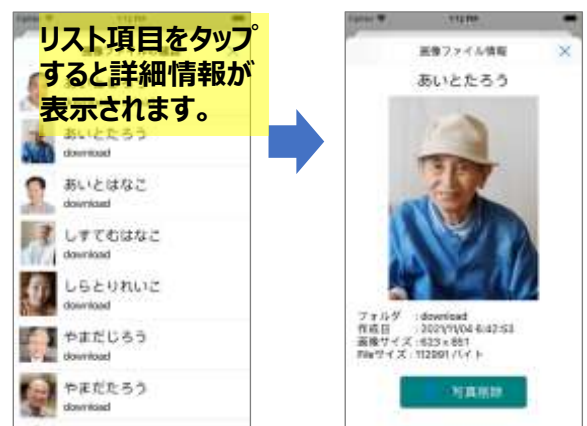 リスト項目をタップ
すると詳細情報が
表示されます。
あいとたろう
download
あいとはなこ
download
しすてむはなこ
download
しらとりれいこ
download
やまだじろう
download
やまだたろう
download
画像ファイル情報
×
あいとたろう
フォルダ :download
作成日 :2021/11/04 6:42:53
画像サイズ:623 x 851
Fileサイズ:112991 バイト
写真削除